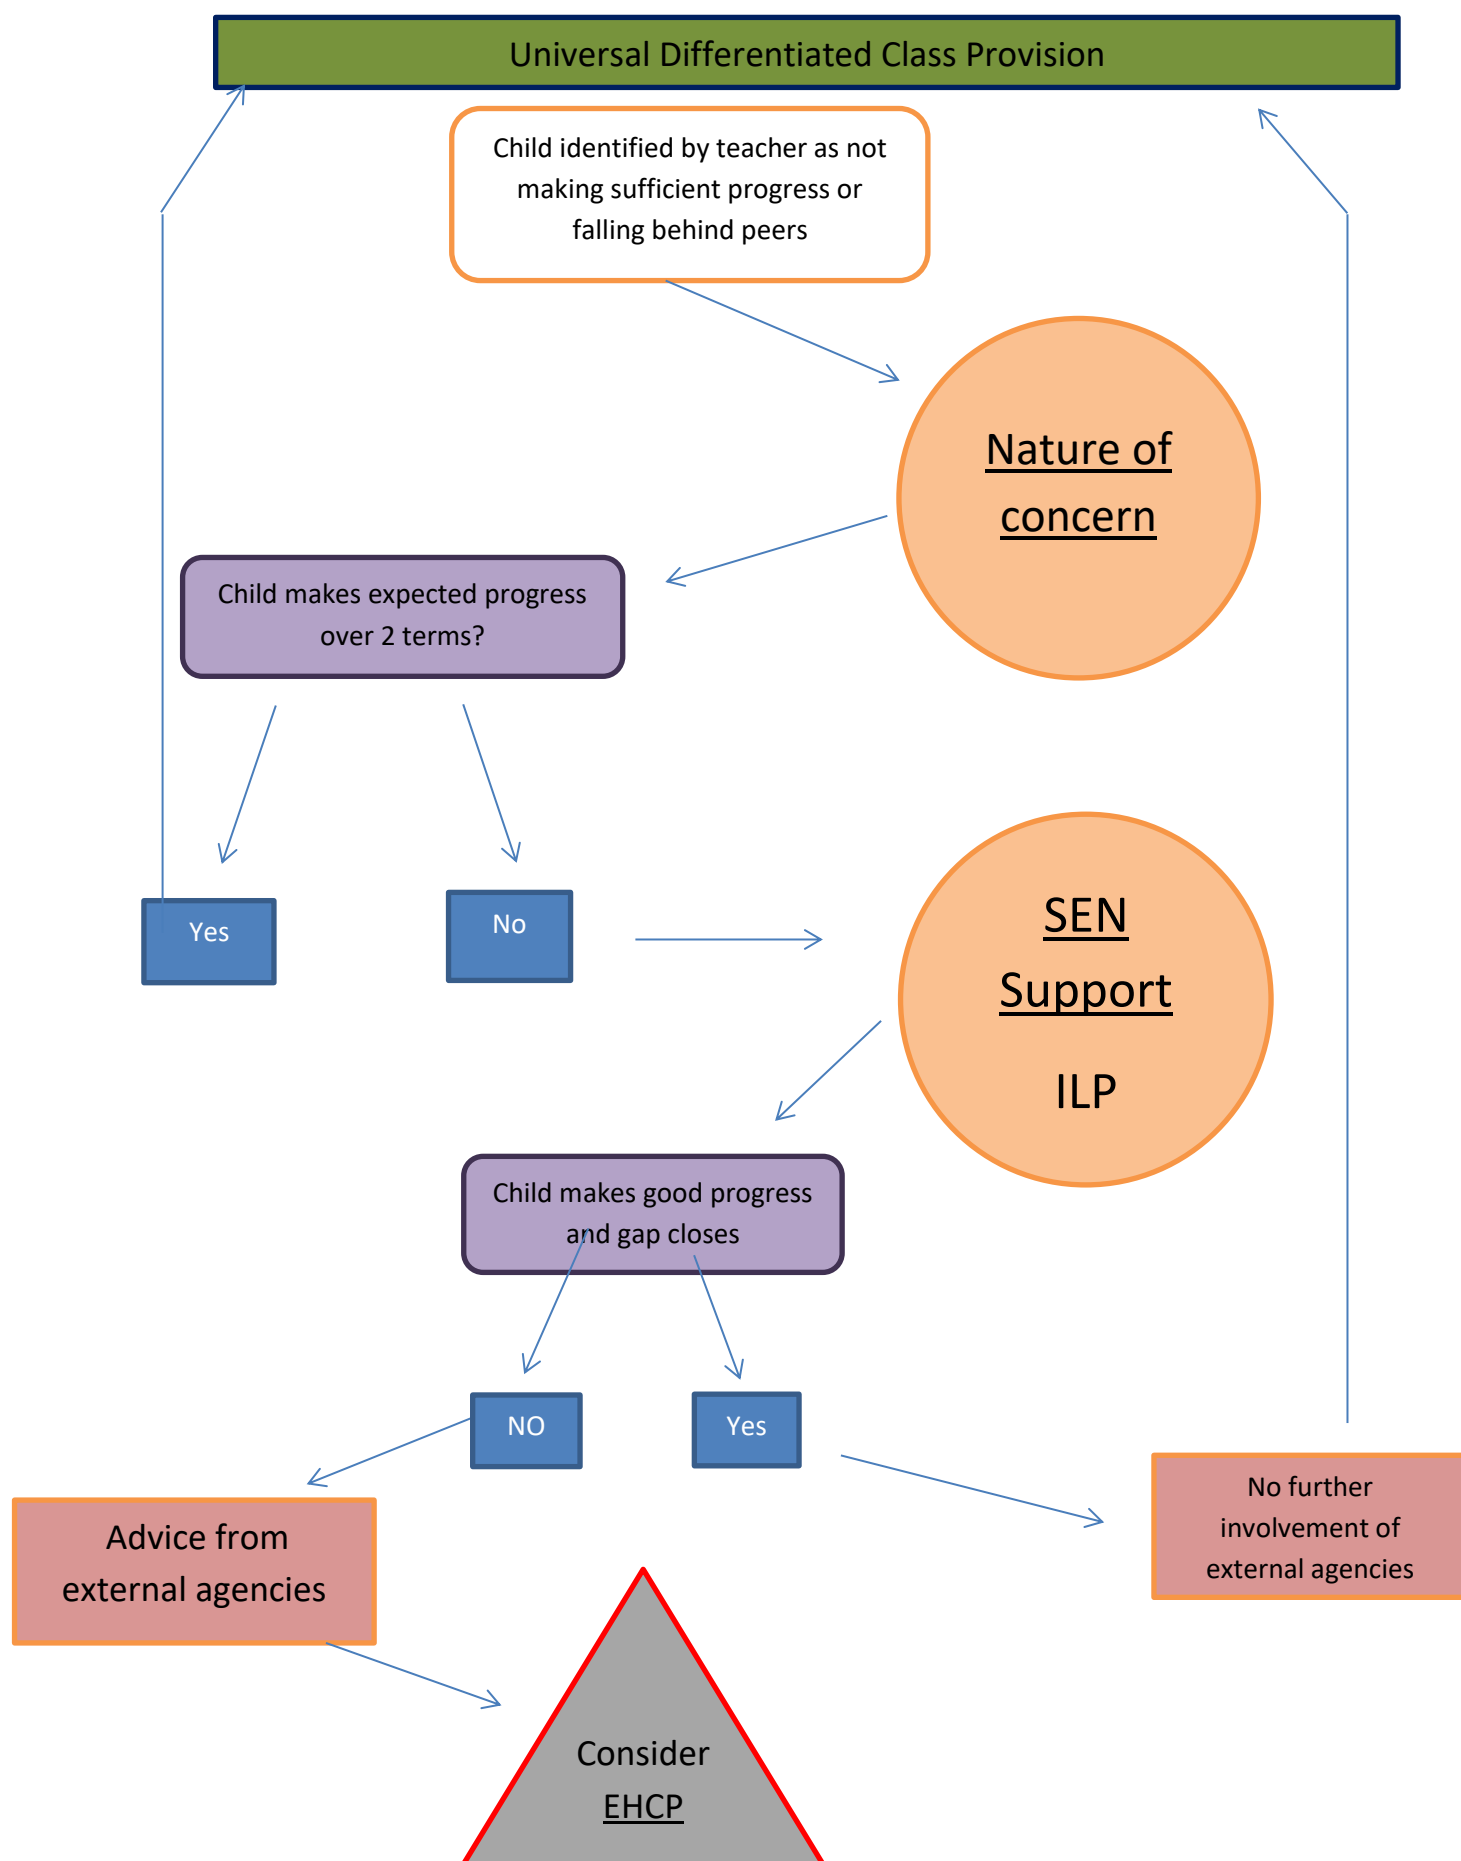 Universal Differentiated Class Provision
Child identified by teacher as not
making sufficient progress or
falling behind peers
Nature of
concern
Child makes expected progress
over 2 terms?
Yes
No
SEN
Support
ILP
Child makes good progress
and gap closes
NO
Yes
No further
involvement of
external agencies
Advice from
external agencies
Consider
EHCP